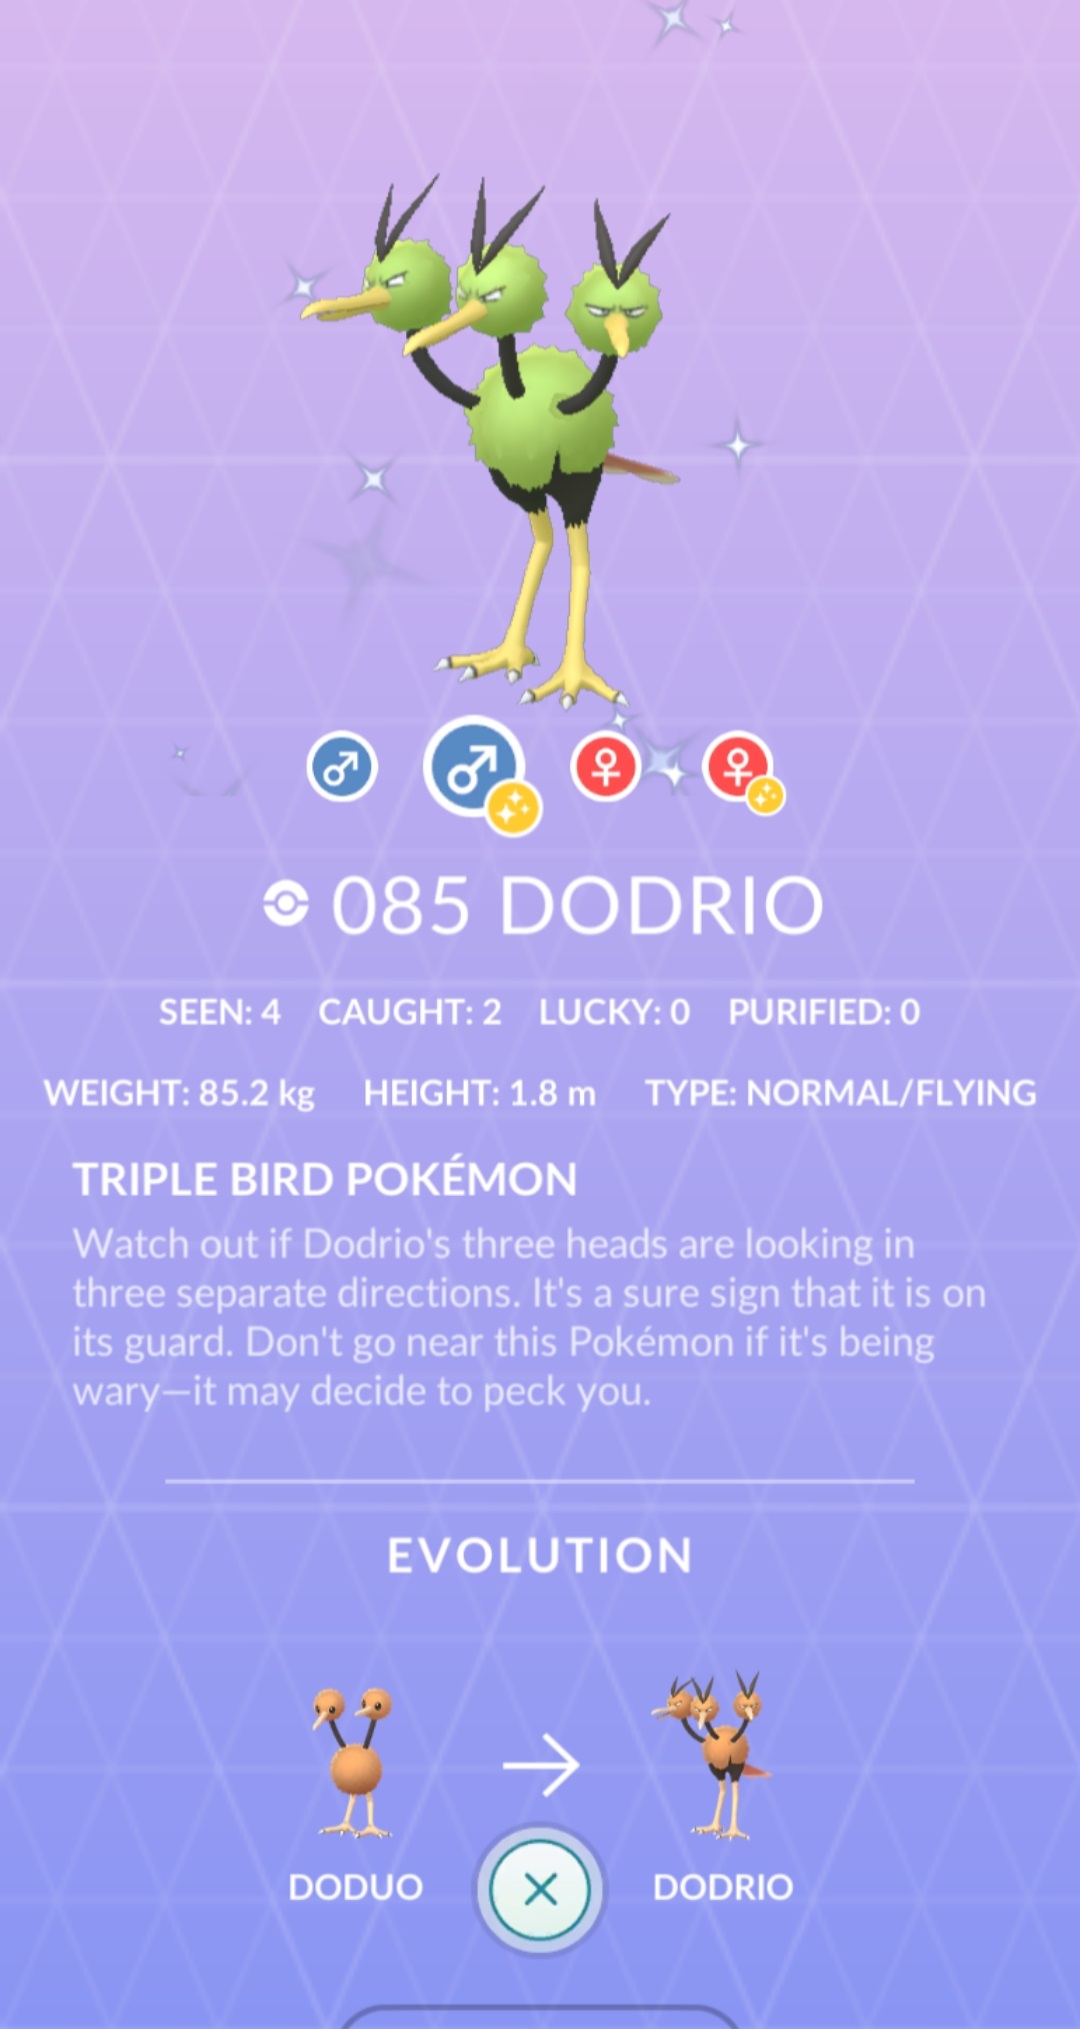 085 DODRIO
SEEN: 4 CAUGHT: 2 LUCKY: 0 PURIFIED: 0
WEIGHT: 85.2 kg HEIGHT: 1.8 m TYPE: NORMAL/FLYING
TRIPLE BIRD POKÉMON
Watch out if Dodrio's three heads are looking in
three separate directions. It's a sure sign that it is on
its guard. Don't go near this Pokémon if it's being
wary—it may decide to peck you.
EVOLUTION
DODUO DODRIO